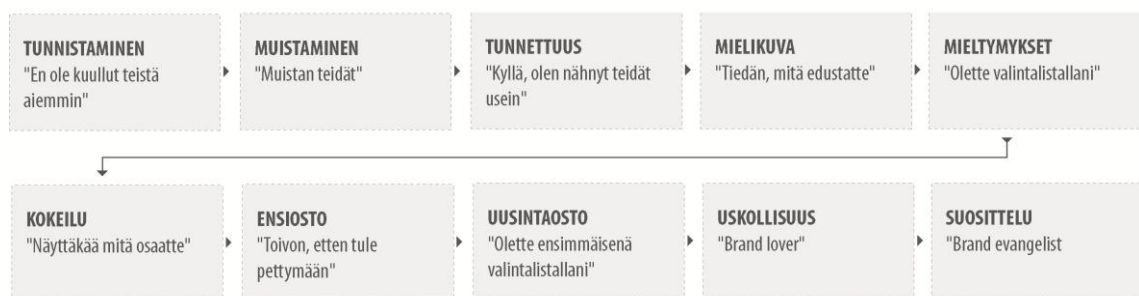 TUNNISTAMINEN
"En ole kuullut teistä
aiemmin"
MUISTAMINEN
"Muistan teidät"
TUNNETTUUS
"Kyllä, olen nähnyt teidät
usein"
MIELIKUVA
"Tiedän, mitä edustatte"
MIELTYMYKSET
"Olette valintalistallani"
KOKEILU
"Näyttäkää mitä osaatte"
ENSIOSTO
"Toivon, etten tule
pettymään"
UUSINTAOSTO
"Olette ensimmäisenä
valintalistallani"
USKOLLISUUS
"Brand lover"
SUOSITTELU
"Brand evangelist